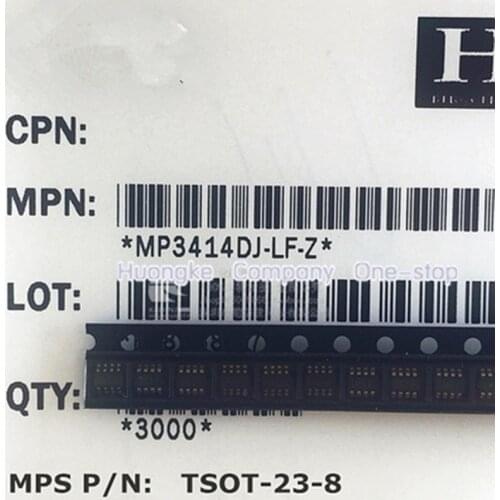 H
CPN:
MPN:
*MP3414DJ-LF-Z*
Huongke Company One-stop
LOT:
QTY:
*3000*
MPS P/N: TSOT-23-8